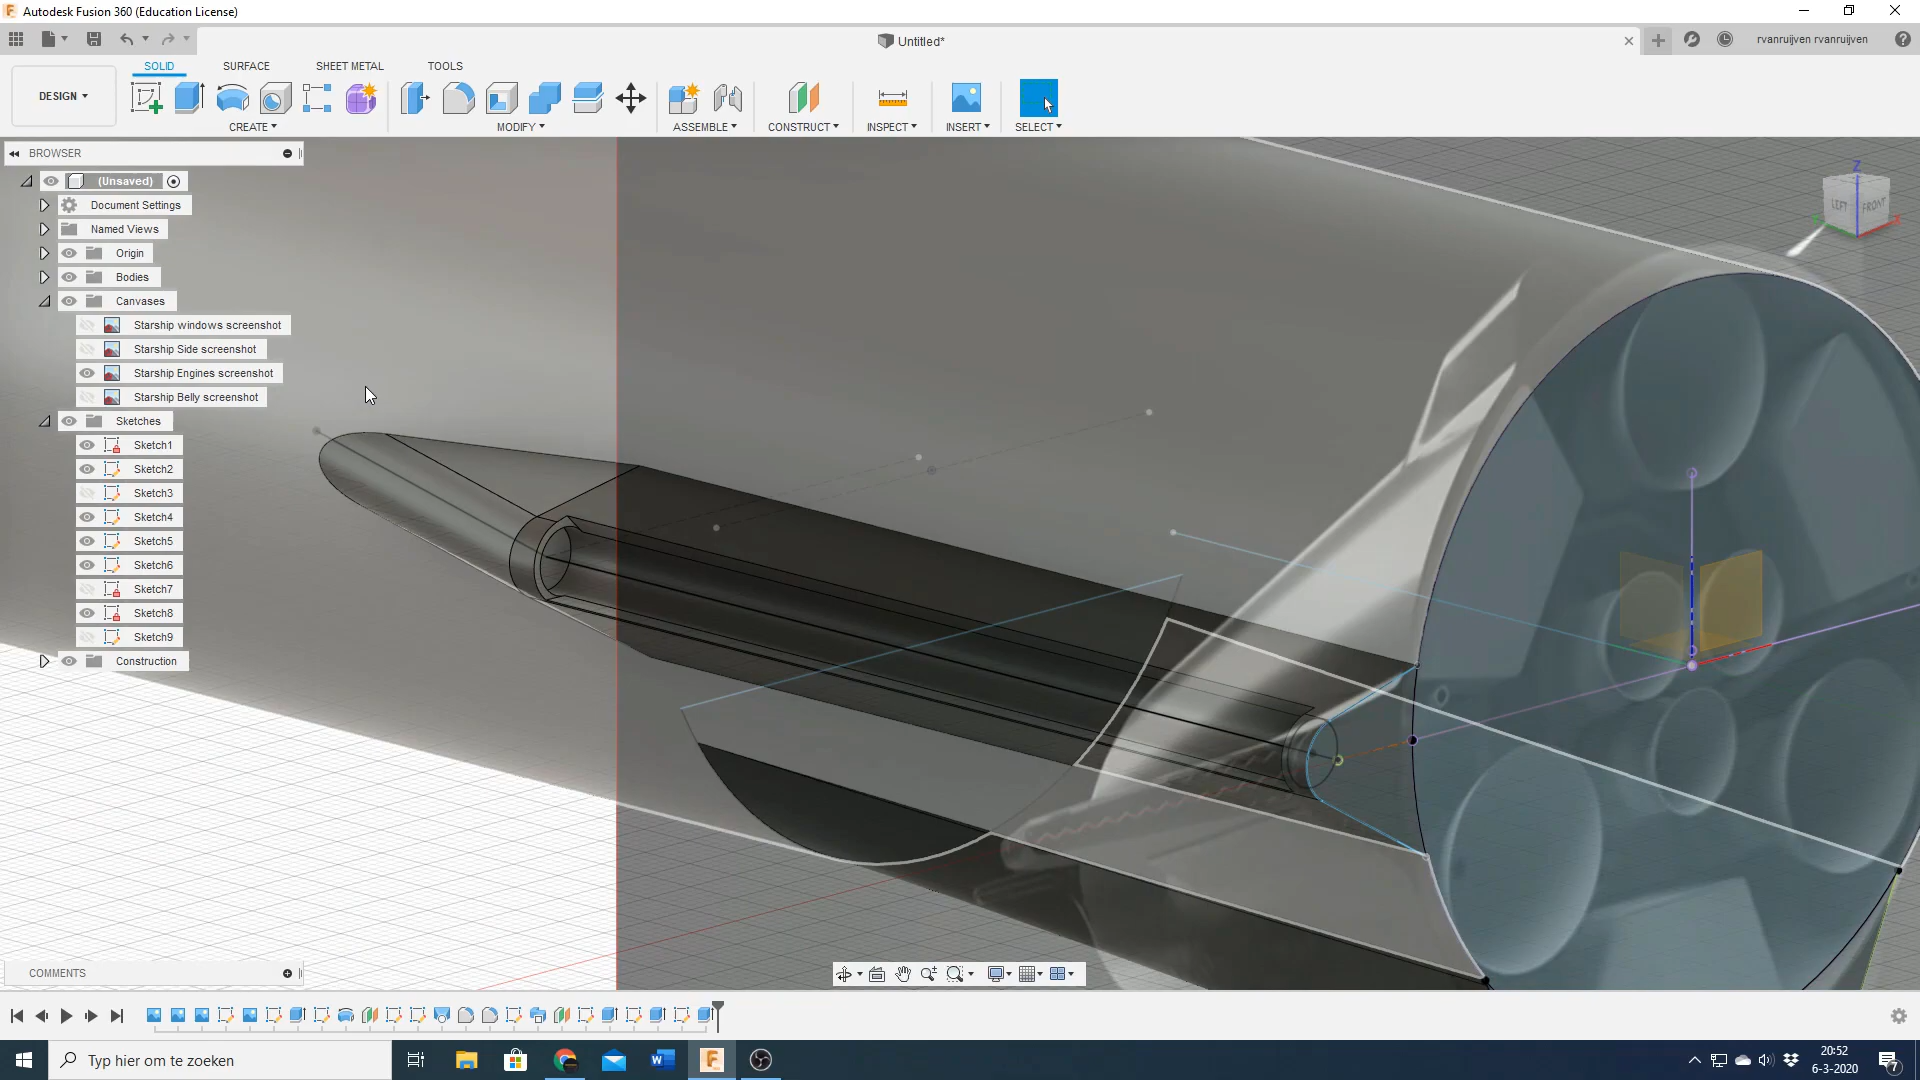 Autodesk Fusion 360 (Education License)
Untitled*
rvanruijven rvanruijven
SOLID
SURFACE
SHEET METAL
TOOLS
DESIGN
CREATE
MODIFY
ASSEMBLE
CONSTRUCT
INSPECT
INSERT
SELECT
BROWSER
(Unsaved)
Document Settings
Named Views
Origin
Bodies
Canvases
Starship windows screenshot
Starship Side screenshot
Starship Engines screenshot
Starship Belly screenshot
Sketches
Sketch1
Sketch2
Sketch3
Sketch4
Sketch5
Sketch6
Sketch7
Sketch8
Sketch9
Construction
Z
LEFT
FRONT
X
COMMENTS
Typ hier om te zoeken
20:52
6-3-2020
7